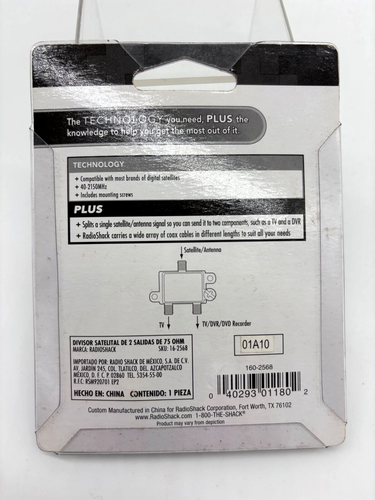 The TECHNOLOGY you need, PLUS the
knowledge to help you get the most out of it.
TECHNOLOGY
+ Compatible with most brands of digital satellites
+ 40-2150MHz
+ Includes mounting screws
PLUS
+ Splits a single satellite/antenna signal so you can send it to two components, such as a TV and a DVR
+ RadioShack carries a wide array of coax cables in different lengths to suit all your needs
Satellite/Antenna
TV
TV/DVR/DVD Recorder
DIVISOR SATELITAL DE 2 SALIDAS DE 75 OHM
MARCA: RADIOSHACK SKU: 16-2568
IMPORTADO POR: RADIO SHACK DE MÉXICO, S.A. DE C.V.
AV. JARDIN 245, COL. TLATILCO, DEL. AZCAPOTZALCO
MÉXICO, D. F. C. P. 02860 TEL. 5354-55-00
R.F.C: RSM920701 EP2
HECHO EN: CHINA CONTENIDO: 1 PIEZA
01A10
160-2568
0 40293 01180 2
Custom Manufactured in China for RadioShack Corporation, Fort Worth, TX 76102
www.RadioShack.com 1-800-THE-SHACK®
Product may vary from depiction